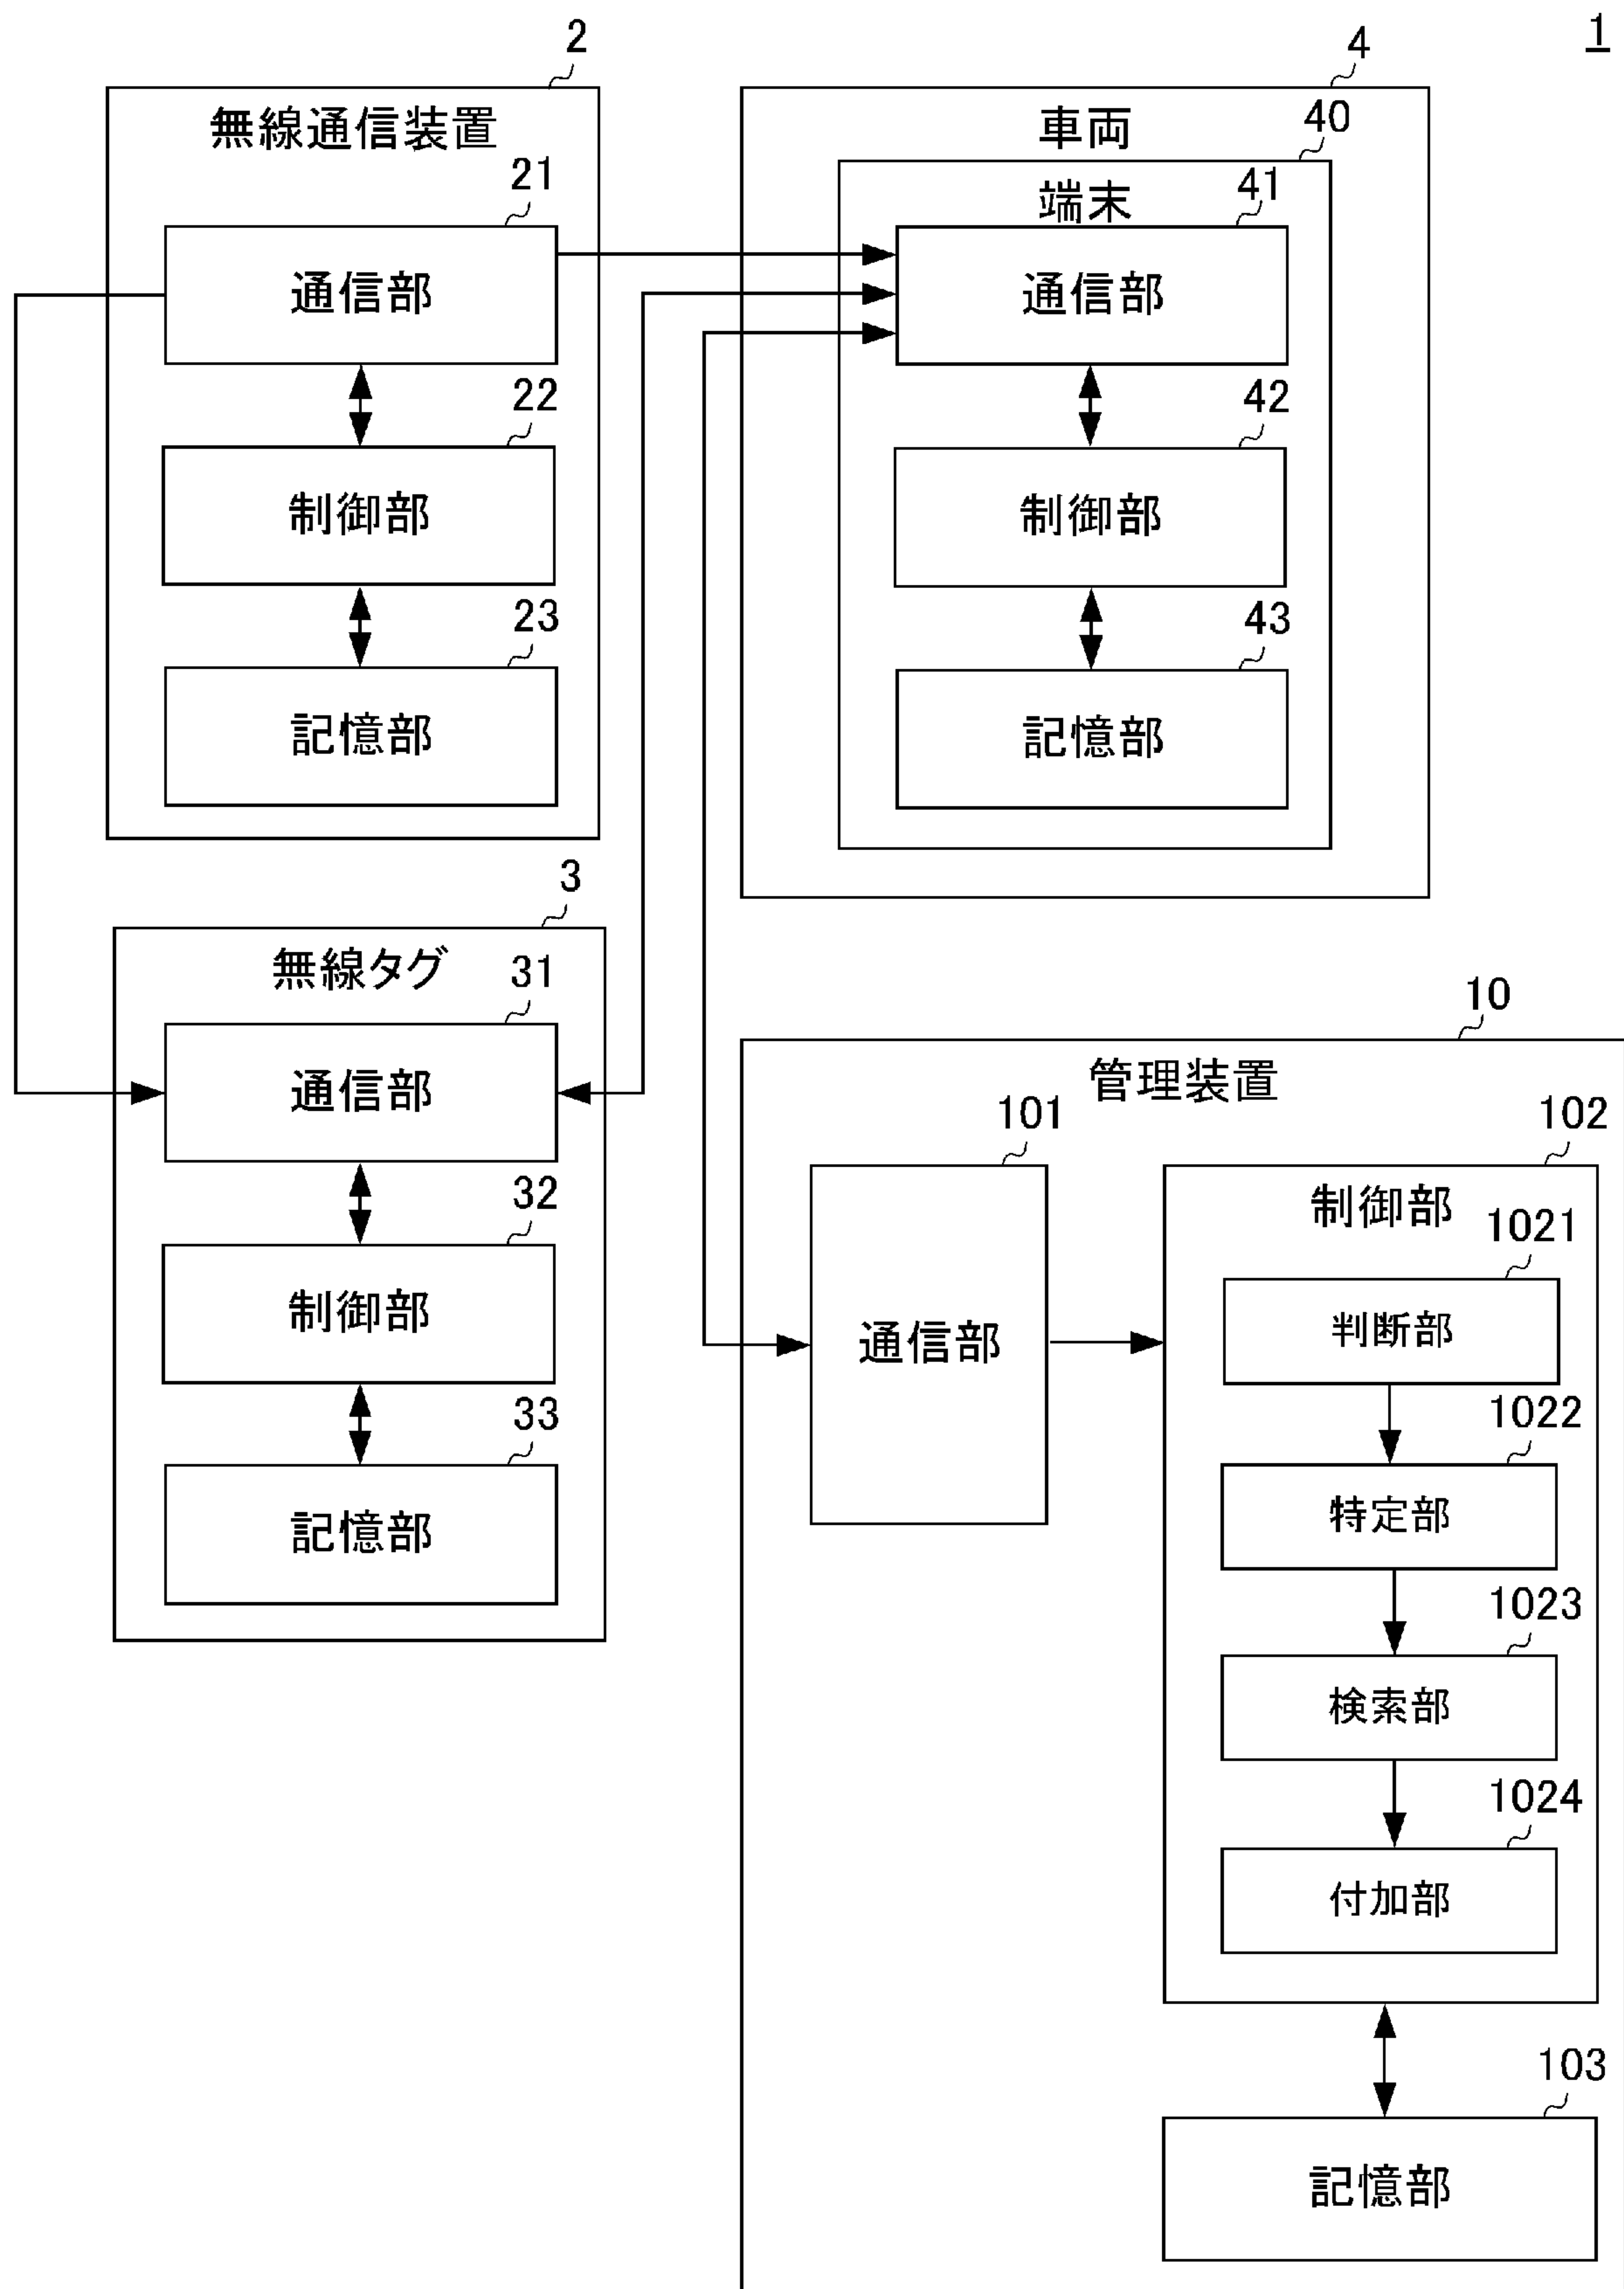 1
2
無線通信装置
21
通信部
22
制御部
23
記憶部
4
車両
40
端末
41
通信部
42
制御部
43
記憶部
3
無線タグ
31
通信部
32
制御部
33
記憶部
10
管理装置
101
通信部
102
制御部
1021
判断部
1022
特定部
1023
検索部
1024
付加部
103
記憶部